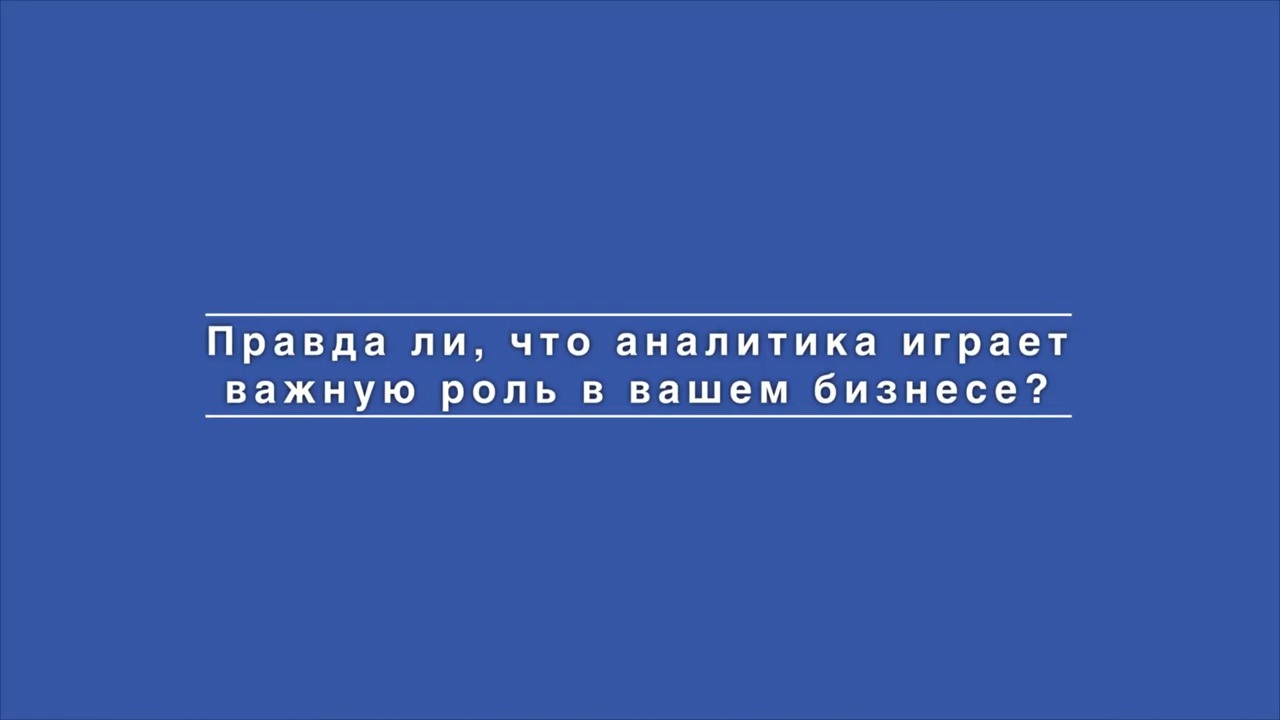 Правда ли, что аналитика играет
важную роль в вашем бизнесе?